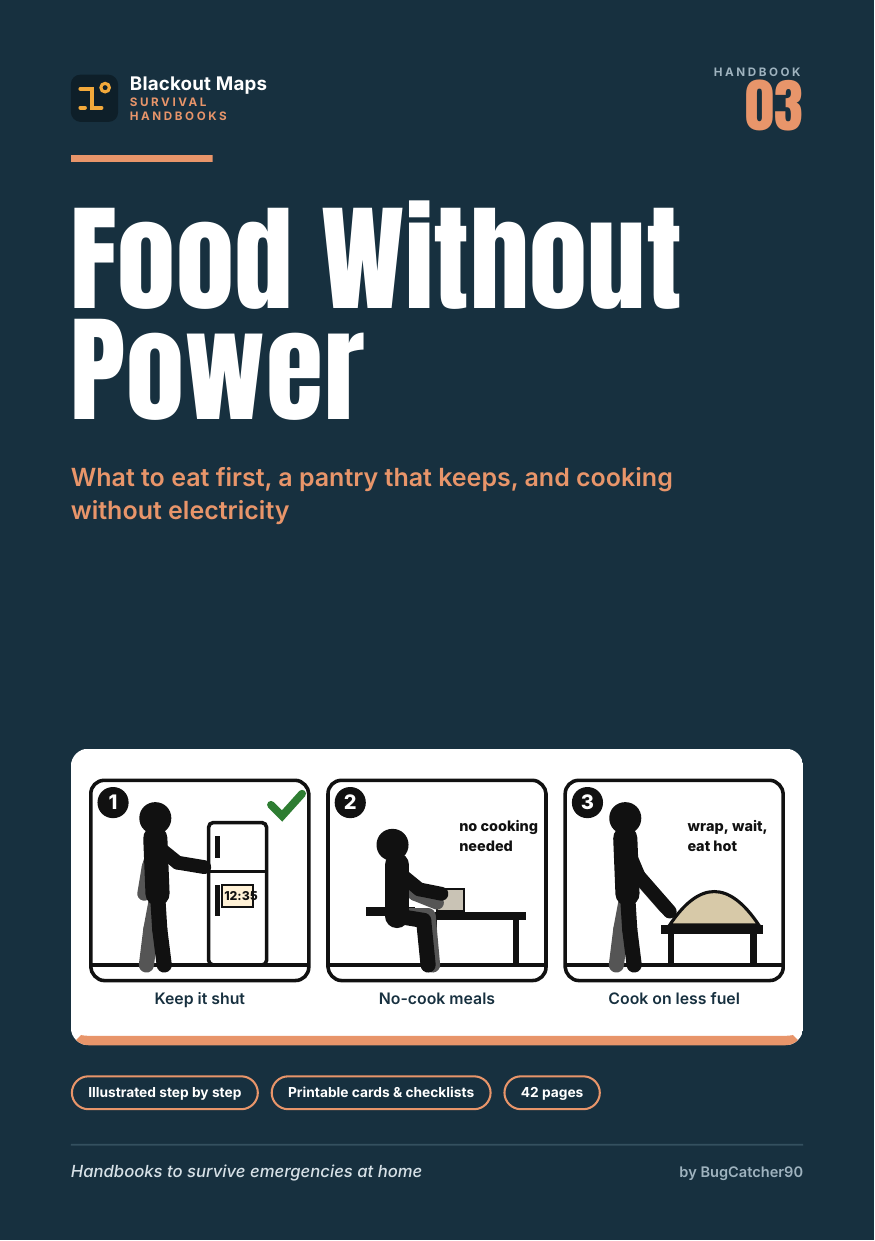 Blackout Maps
SURVIVAL
HANDBOOKS
HANDBOOK
03
Food Without
Power
What to eat first, a pantry that keeps, and cooking
without electricity
1
12:35
Keep it shut
2
no cooking
needed
No-cook meals
3
wrap, wait,
eat hot
Cook on less fuel
Illustrated step by step
Printable cards & checklists
42 pages
Handbooks to survive emergencies at home
by BugCatcher90